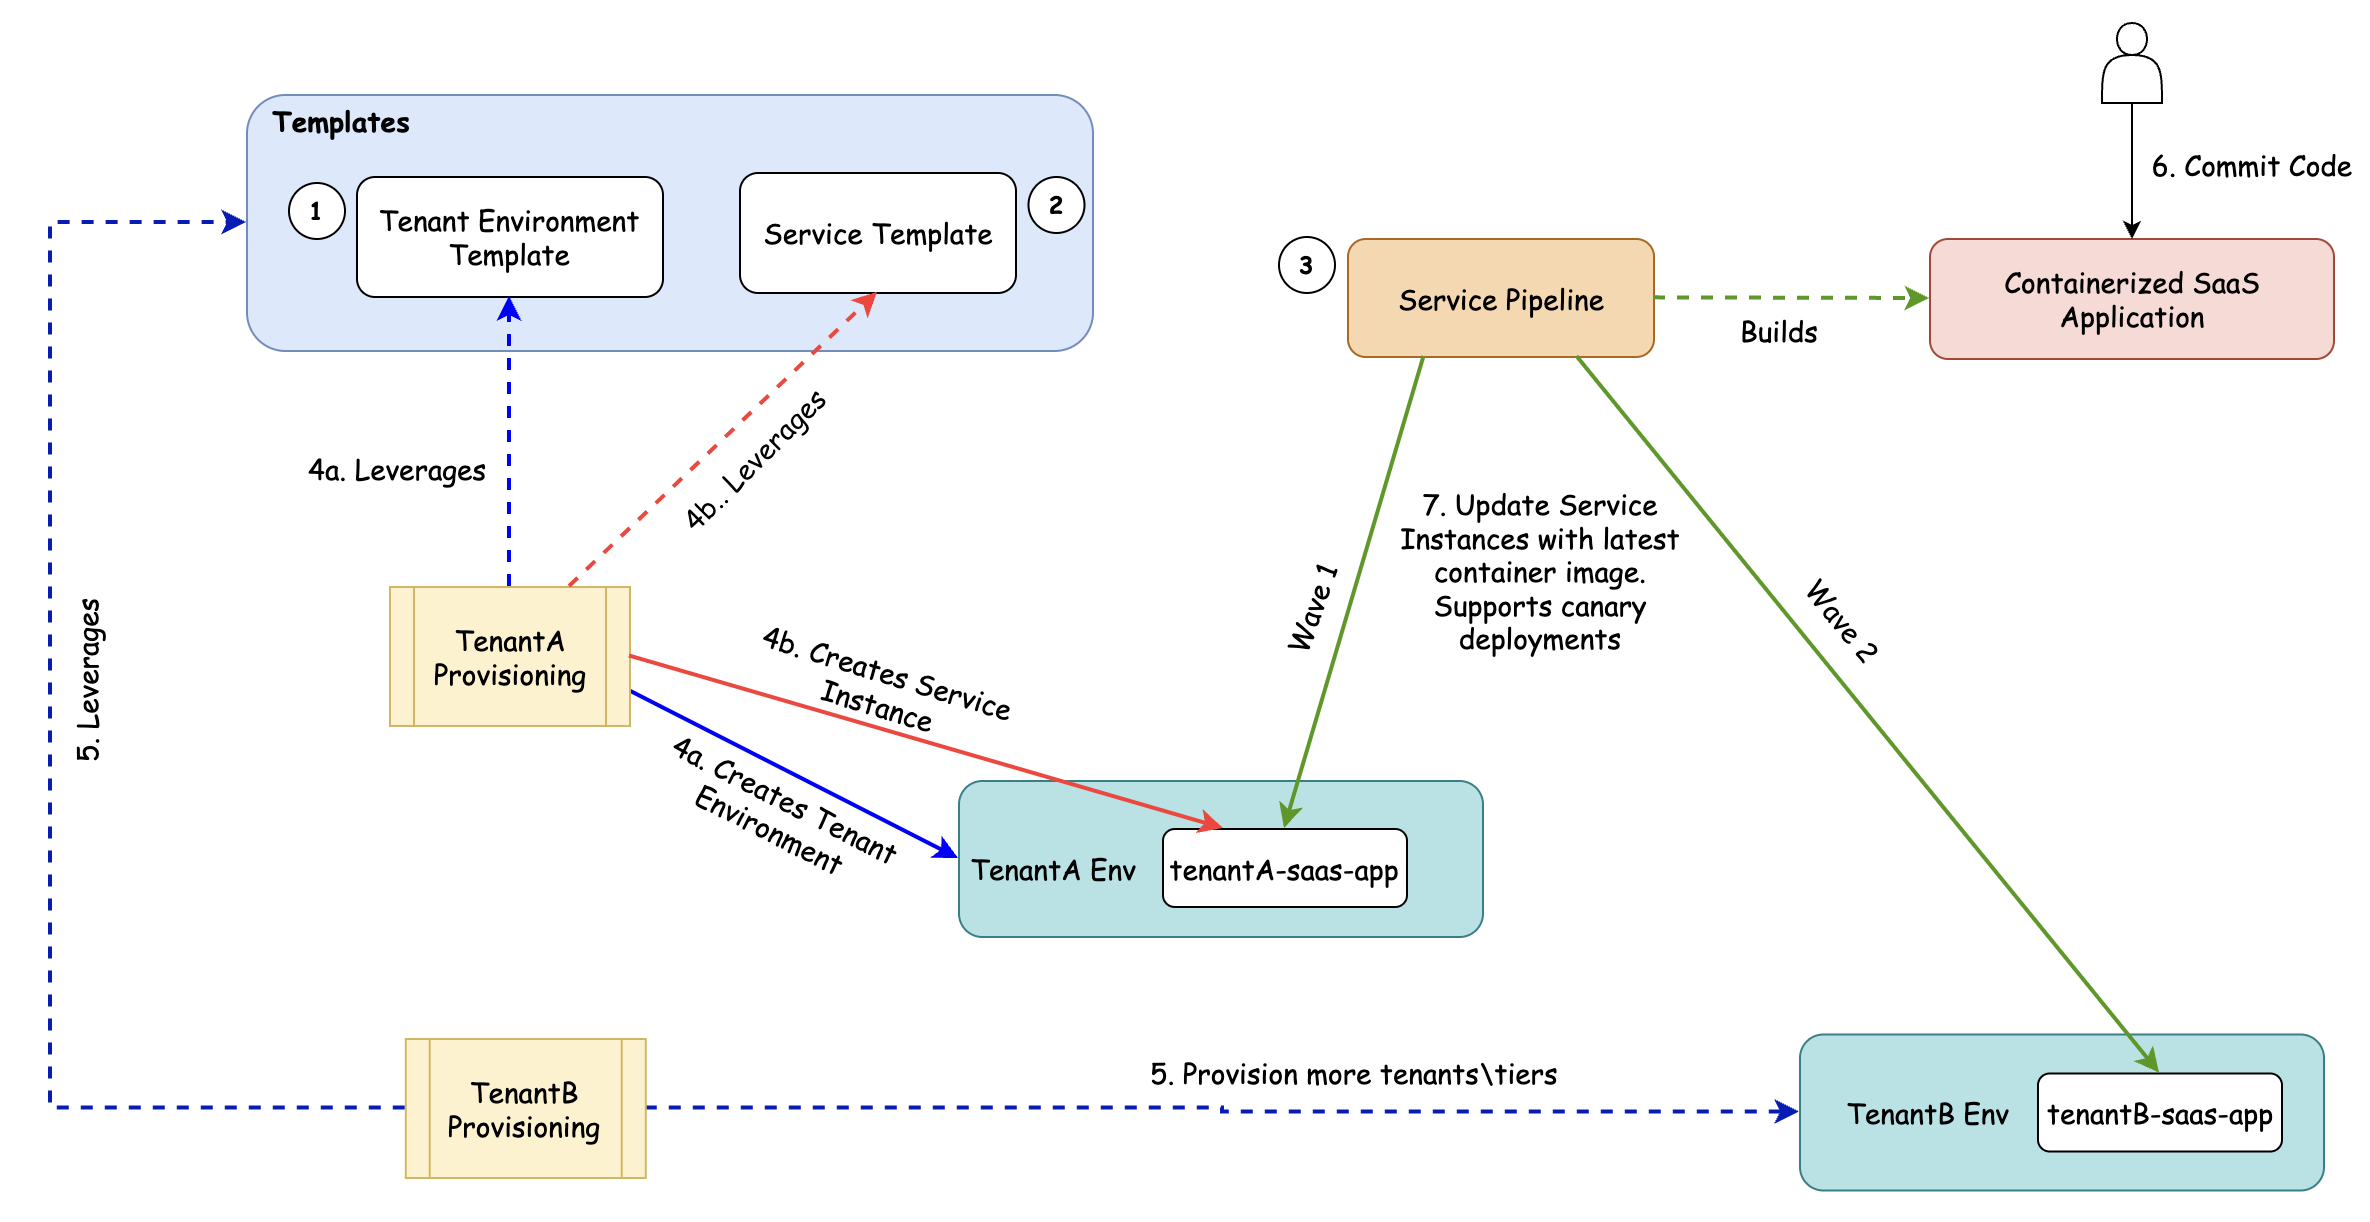 Templates
1
Tenant Environment
Template
Service Template
2
6. Commit Code
3
Service Pipeline
Builds
Containerized SaaS
Application
4a. Leverages
4b.. Leverages
5. Leverages
TenantA
Provisioning
4b. Creates Service
Instance
4a. Creates Tenant
Environment
Wave 1
7. Update Service
Instances with latest
container image.
Supports canary
deployments
Wave 2
TenantA Env
tenantA-saas-app
TenantB
Provisioning
5. Provision more tenants\tiers
TenantB Env
tenantB-saas-app